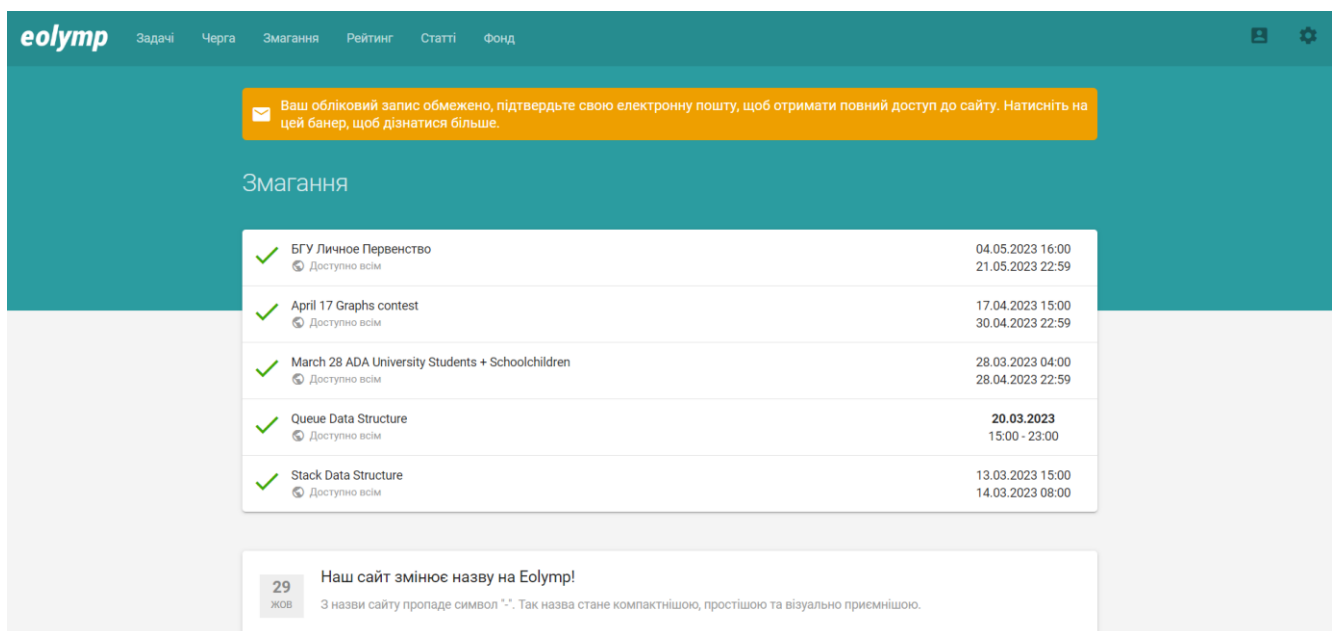 eolymp Задачі Черга Змагання Рейтинг Статті Фонд
Ваш обліковий запис обмежено, підтвердьте свою електронну пошту, щоб отримати повний доступ до сайту. Натисніть на
цей банер, щоб дізнатися більше.
Змагання
БГУ Личное Первенство 04.05.2023 16:00
Доступно всім 21.05.2023 22:59
April 17 Graphs contest 17.04.2023 15:00
Доступно всім 30.04.2023 22:59
March 28 ADA University Students + Schoolchildren 28.03.2023 04:00
Доступно всім 28.04.2023 22:59
Queue Data Structure 20.03.2023
Доступно всім 15:00 - 23:00
Stack Data Structure 13.03.2023 15:00
Доступно всім 14.03.2023 08:00
Наш сайт змінює назву на Eolymp!
29
ЖОВ З назви сайту пропаде символ "-". Так назва стане компактнішою, простішою та візуально приємнішою.